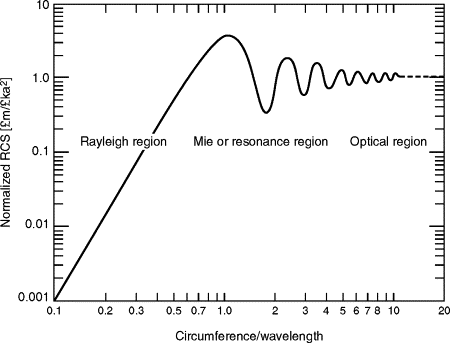 10
1.0
0.1
0.01
0.001
Normalized RCS [£m/£ka2]
Rayleigh region Mie or resonance region Optical region
0.1 0.2 0.3 0.5 0.7 1.0 2 3 4 5 6 7 8 10 20
Circumference/wavelength